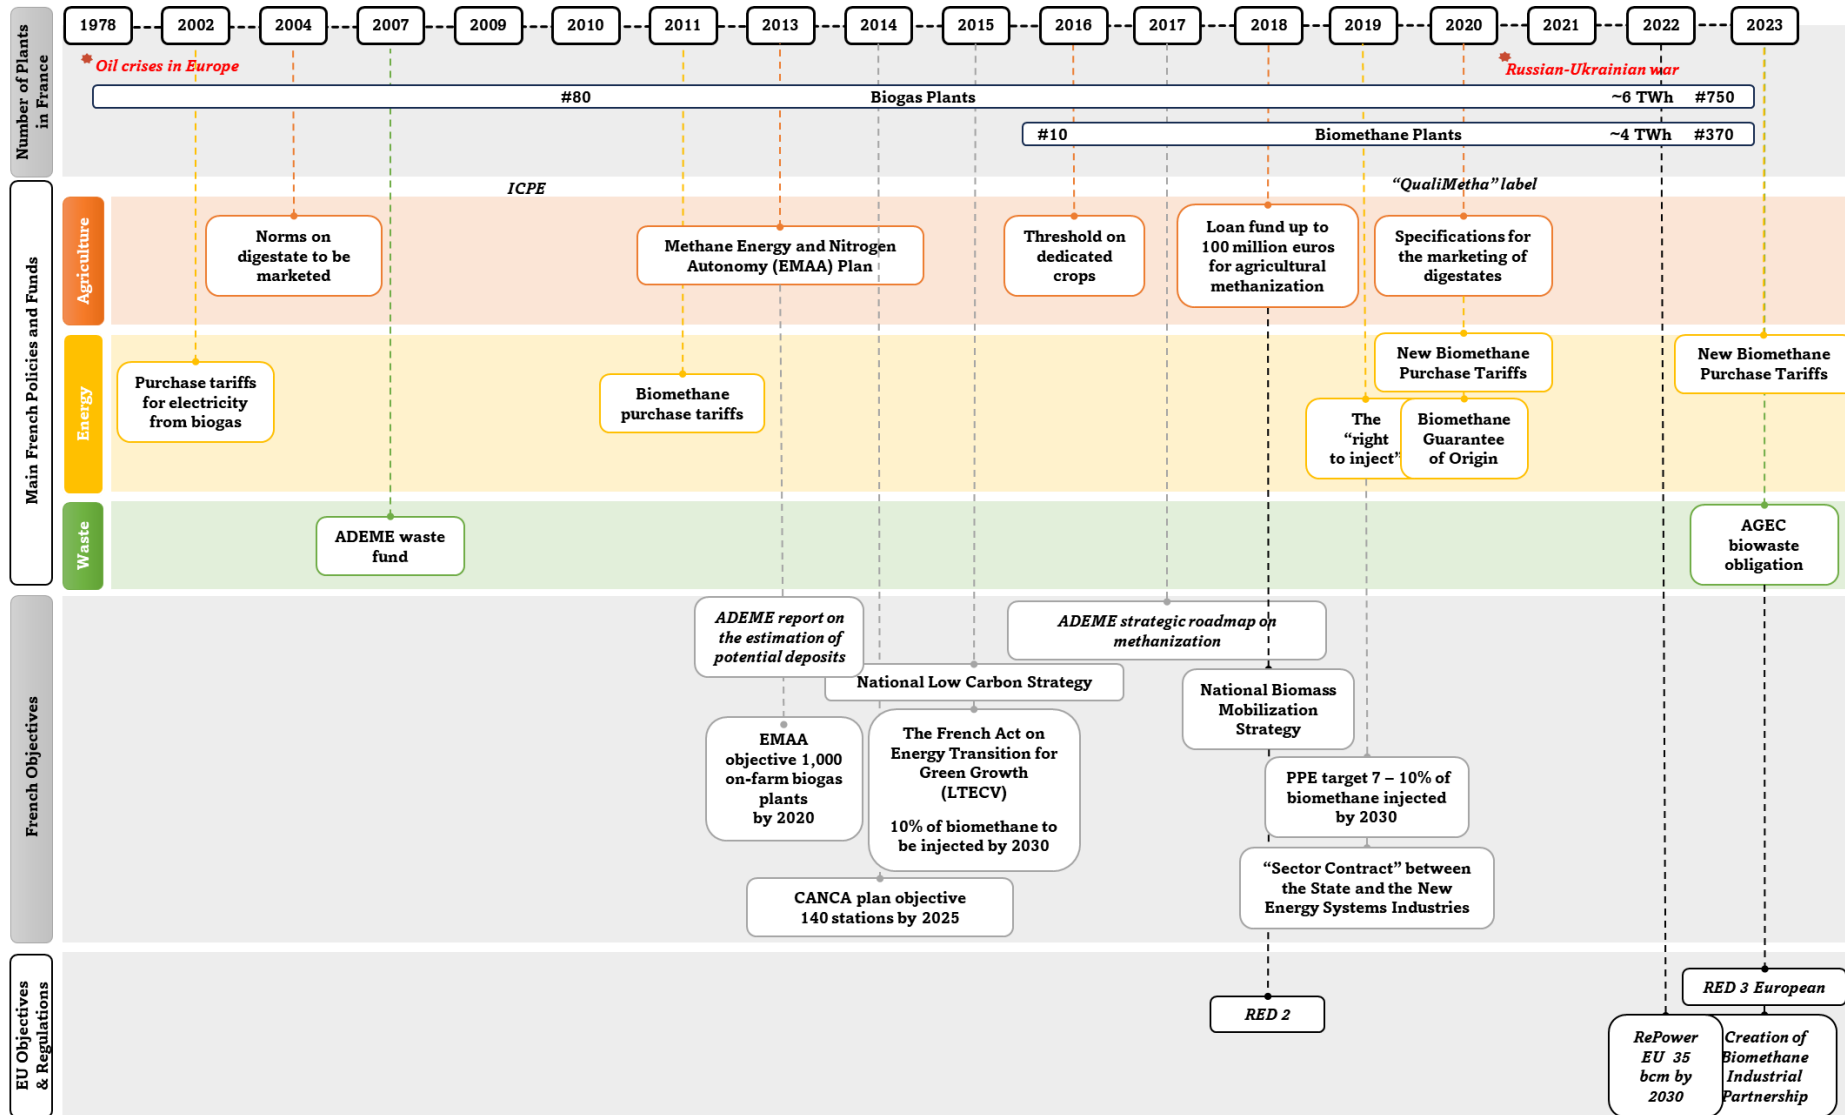 1978 2002 2004 2007 2009 2010 2011 2013 2014 2015 2016 2017 2018 2019 2020 2021 2022 2023
Number of Plants
in France
Oil crises in Europe
Russian-Ukrainian war
#80 Biogas Plants ~6 TWh #750
#10 Biomethane Plants ~4 TWh #370
Main French Policies and Funds
ICPE
“QualiMetha” label
Agriculture
Norms on
digestate to be
marketed
Methane Energy and Nitrogen
Autonomy (EMAA) Plan
Threshold on
dedicated
crops
Loan fund up to
100 million euros
for agricultural
methanization
Specifications for
the marketing of
digestates
Energy
Purchase tariffs
for electricity
from biogas
Biomethane
purchase tariffs
The
“right
to inject”
New Biomethane
Purchase Tariffs
Biomethane
Guarantee
of Origin
New Biomethane
Purchase Tariffs
Waste
ADEME waste
fund
AGEC
biowaste
obligation
French Objectives
ADEME report on
the estimation of
potential deposits
ADEME strategic roadmap on
methanization
National Low Carbon Strategy
National Biomass
Mobilization
Strategy
EMAA
objective 1,000
on-farm biogas
plants
by 2020
The French Act on
Energy Transition for
Green Growth
(LTECV)
10% of biomethane to
be injected by 2030
PPE target 7 – 10% of
biomethane injected
by 2030
“Sector Contract” between
the State and the New
Energy Systems Industries
CANCA plan objective
140 stations by 2025
EU Objectives
& Regulations
RED 2
RED 3 European
RePower
EU 35
bcm by
2030
Creation of
Biomethane
Industrial
Partnership